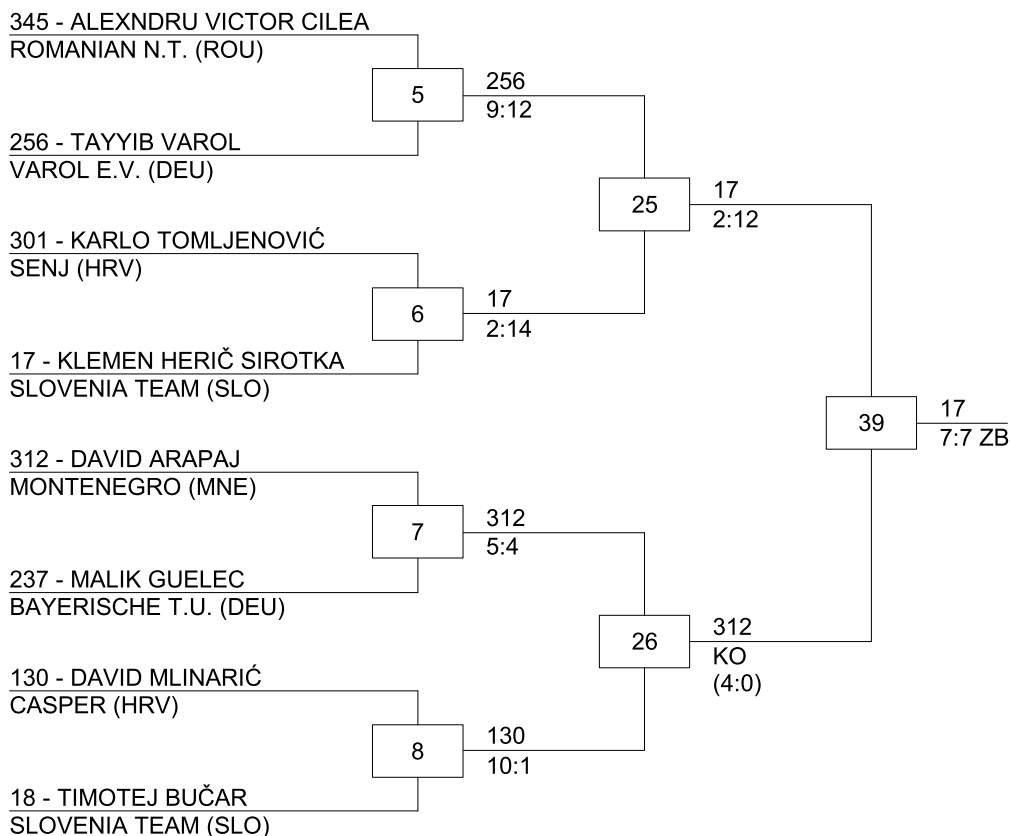 345 - ALEXNDRU VICTOR CILEA
ROMANIAN N.T. (ROU)
5
256
9:12
256 - TAYYIB VAROL
VAROL E.V. (DEU)
25
17
2:12
301 - KARLO TOMLJENOVIĆ
SENJ (HRV)
6
17
2:14
17 - KLEMEN HERIČ SIROTKA
SLOVENIA TEAM (SLO)
39
17
7:7 ZB
312 - DAVID ARAPAJ
MONTENEGRO (MNE)
7
312
5:4
237 - MALIK GUELEC
BAYERISCHE T.U. (DEU)
26
312
KO
(4:0)
130 - DAVID MLINARIĆ
CASPER (HRV)
8
130
10:1
18 - TIMOTEJ BUČAR
SLOVENIA TEAM (SLO)